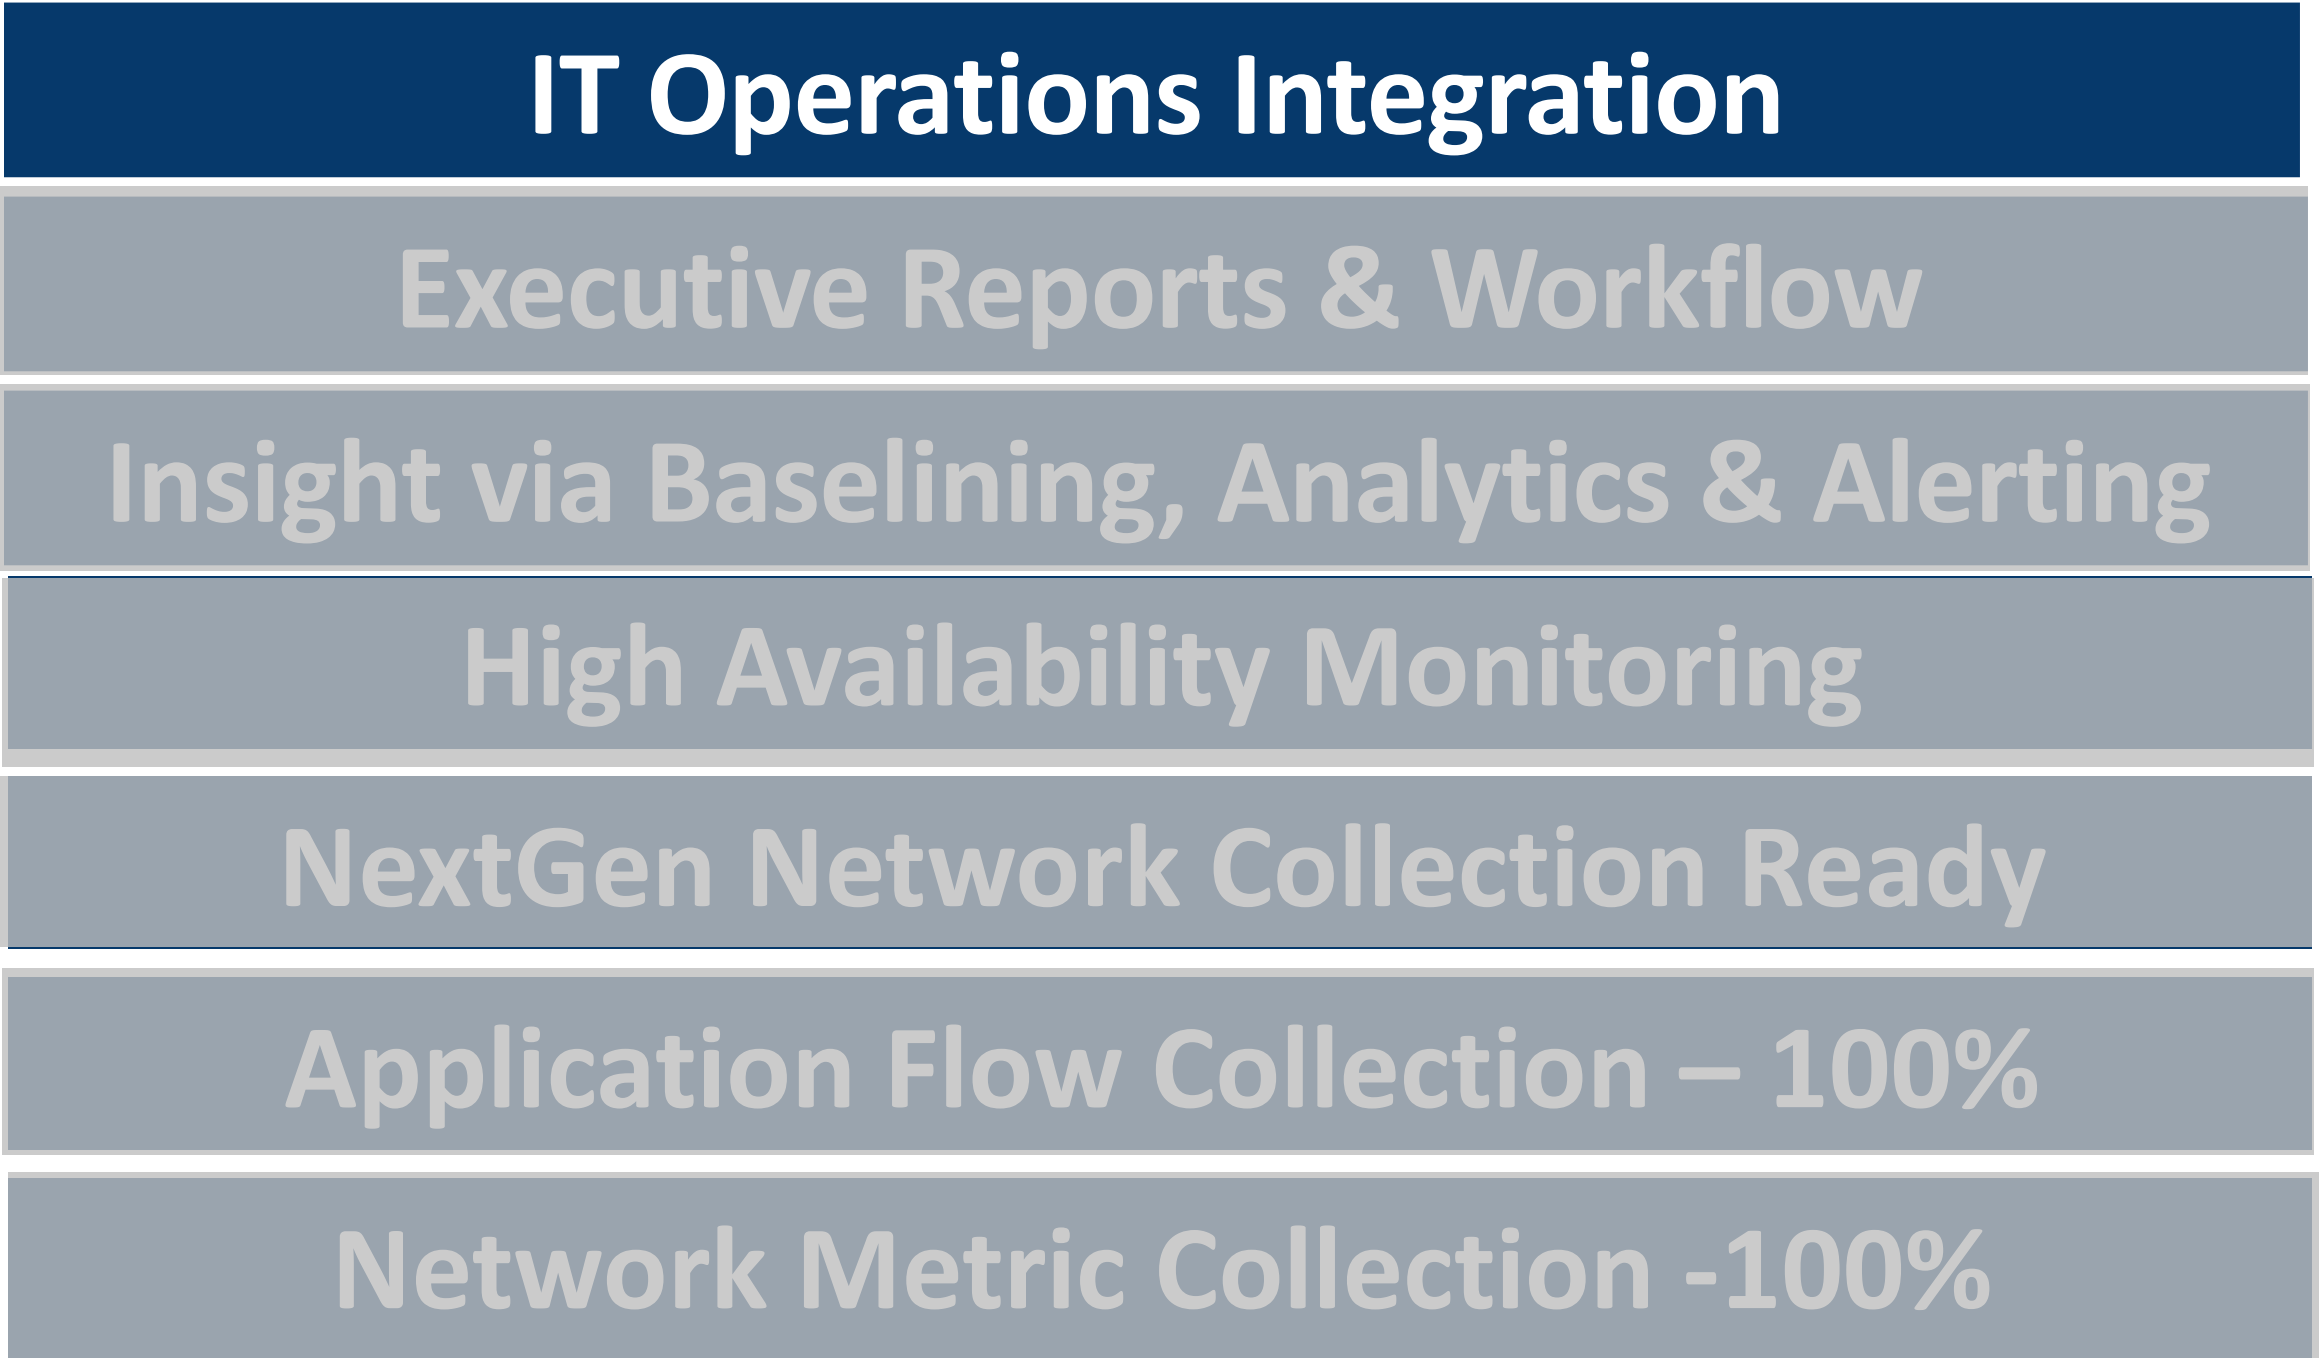 IT Operations Integration
Executive Reports & Workflow
Insight via Baselining, Analytics & Alerting
High Availability Monitoring
NextGen Network Collection Ready
Application Flow Collection – 100%
Network Metric Collection -100%